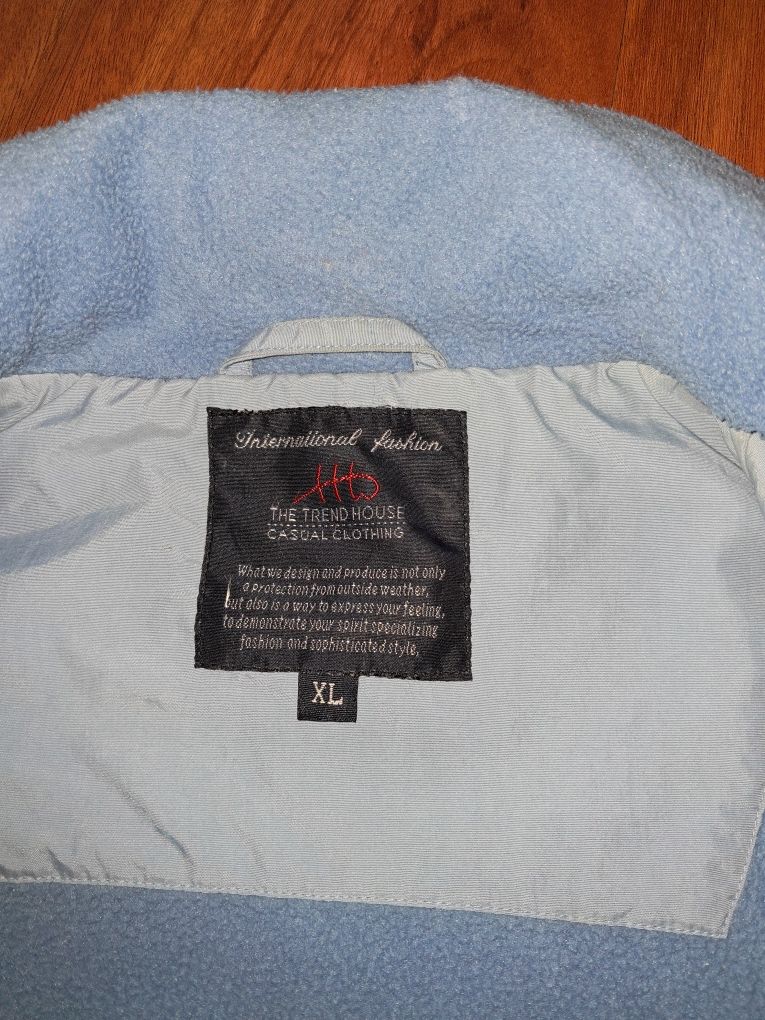 International fashion
THE TREND HOUSE
CASUAL CLOTHING
What we design and produce is not only
a protection from outside weather,
but also is a way to express your feeling,
to demonstrate your spirit specializing
fashion and sophisticated style.
XL